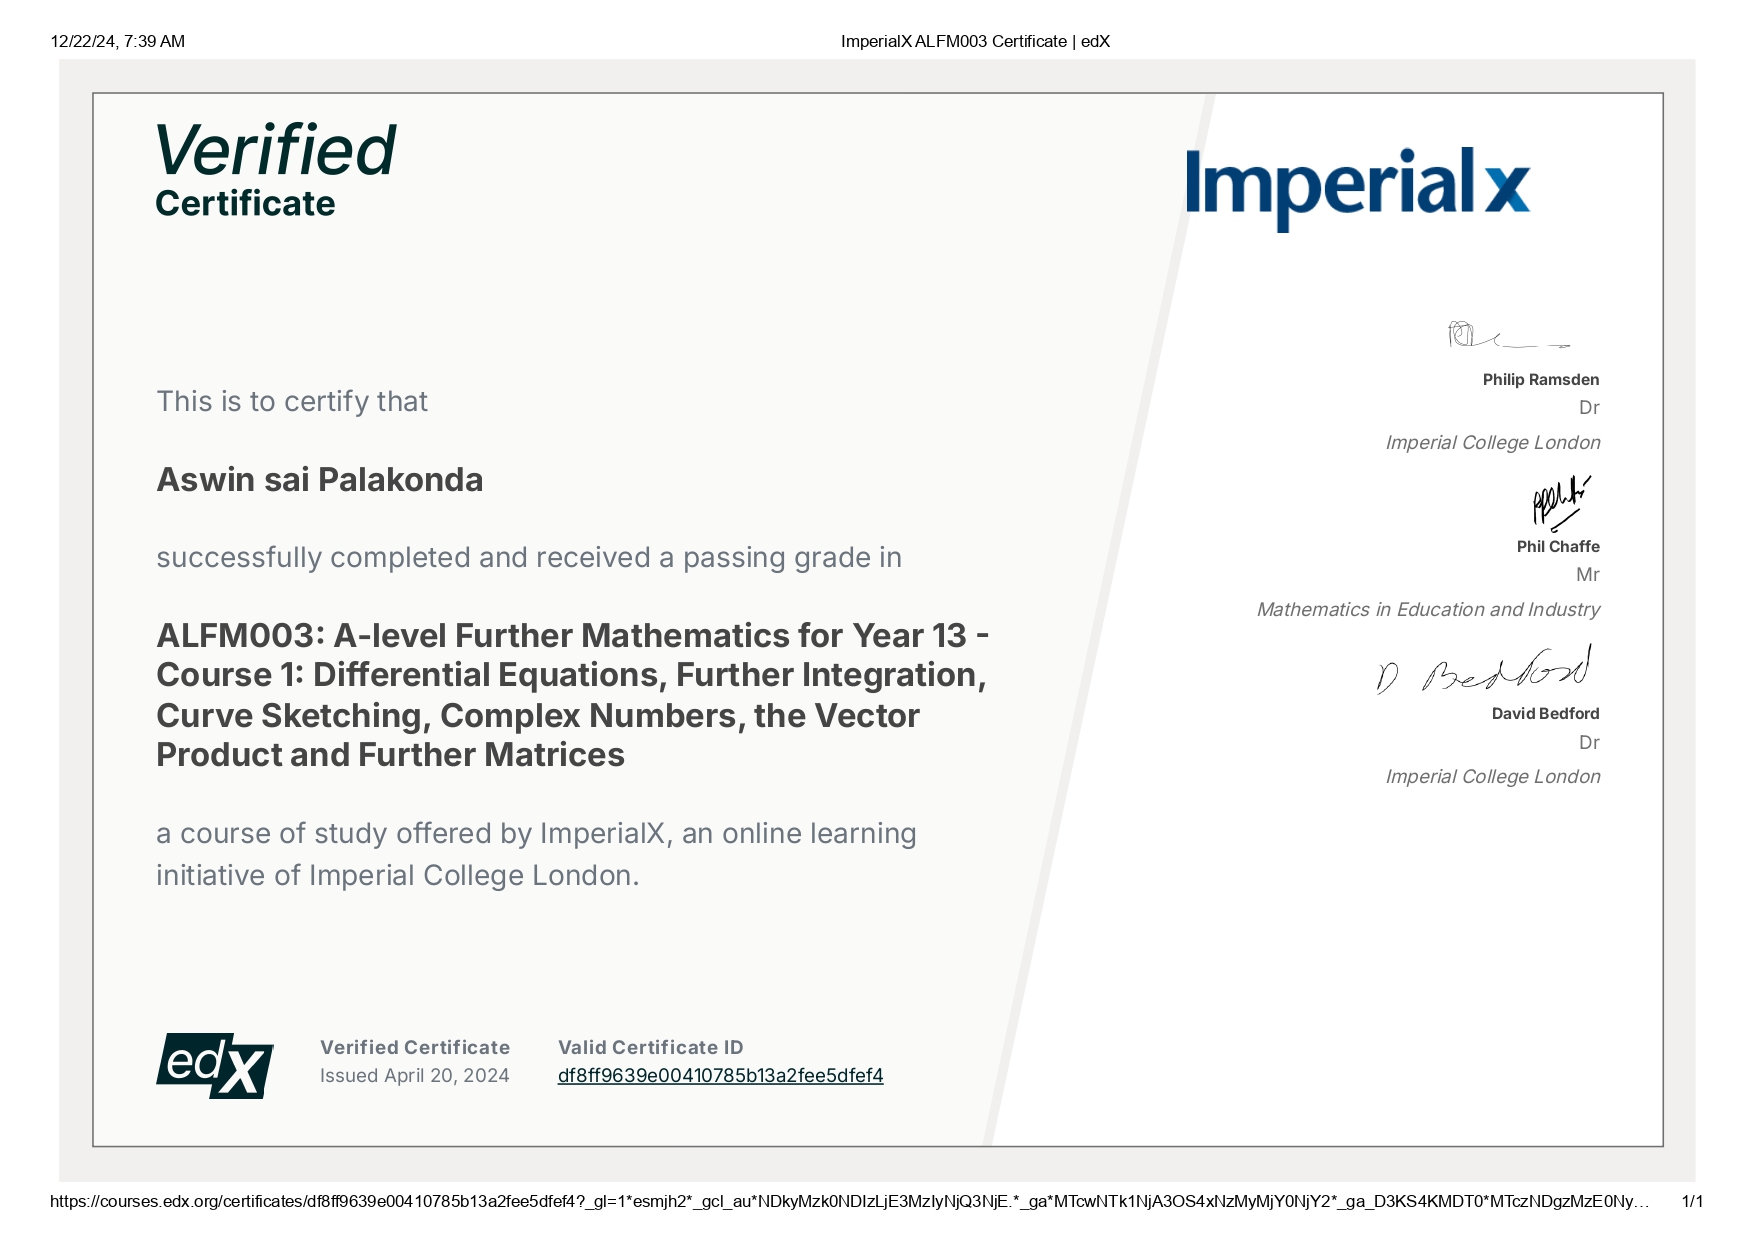 12/22/24, 7:39 AM
ImperialX ALFM003 Certificate | edX
Verified
Certificate
Imperial x
This is to certify that
Aswin sai Palakonda
successfully completed and received a passing grade in
ALFM003: A-level Further Mathematics for Year 13 -
Course 1: Differential Equations, Further Integration,
Curve Sketching, Complex Numbers, the Vector
Product and Further Matrices
a course of study offered by ImperialX, an online learning
initiative of Imperial College London.
Philip Ramsden
Dr
Imperial College London
Phil Chaffe
Mr
Mathematics in Education and Industry
D Bedford
David Bedford
Dr
Imperial College London
edX
Verified Certificate
Issued April 20, 2024
Valid Certificate ID
df8ff9639e00410785b13a2fee5dfef4
https://courses.edx.org/certificates/df8ff9639e00410785b13a2fee5dfef4?_gl=1*esmjh2*_gcl_au*NDkyMzk0NDIzLjE3MzIyNjQ3NjE.*_ga*MTcwNTk1NjA3OS4xNzMyMjY0NjY2*_ga_D3KS4KMDT0*MTczNDgzMzE0Ny…
1/1